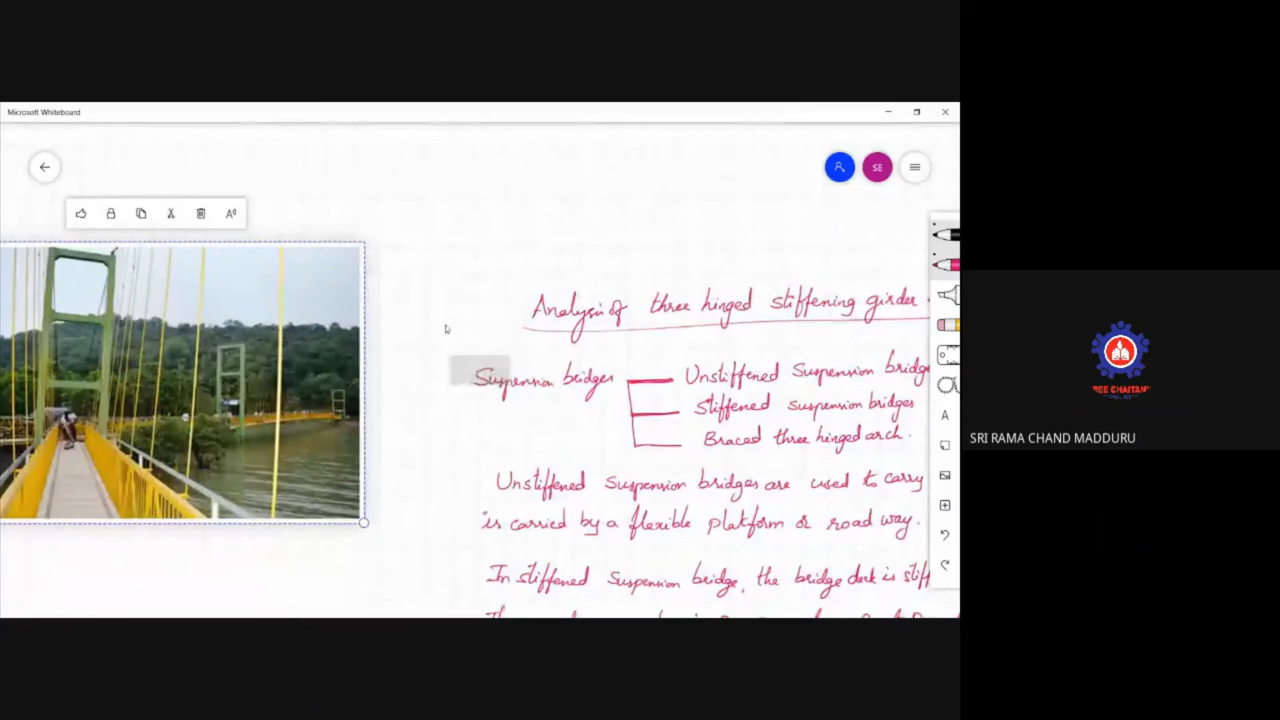 Microsoft Whiteboard
SE
Analysis of three hinged stiffening girder
Suspension bridges
Unstiffened Suspension bridge
Stiffened suspension bridges
Braced three hinged arch.
Unstiffened suspension bridges are used to carry
is carried by a flexible platform or road way.
In stiffened suspension bridge, the bridge deck is stiff
REE CHAITAN
SRI RAMA CHAND MADDURU